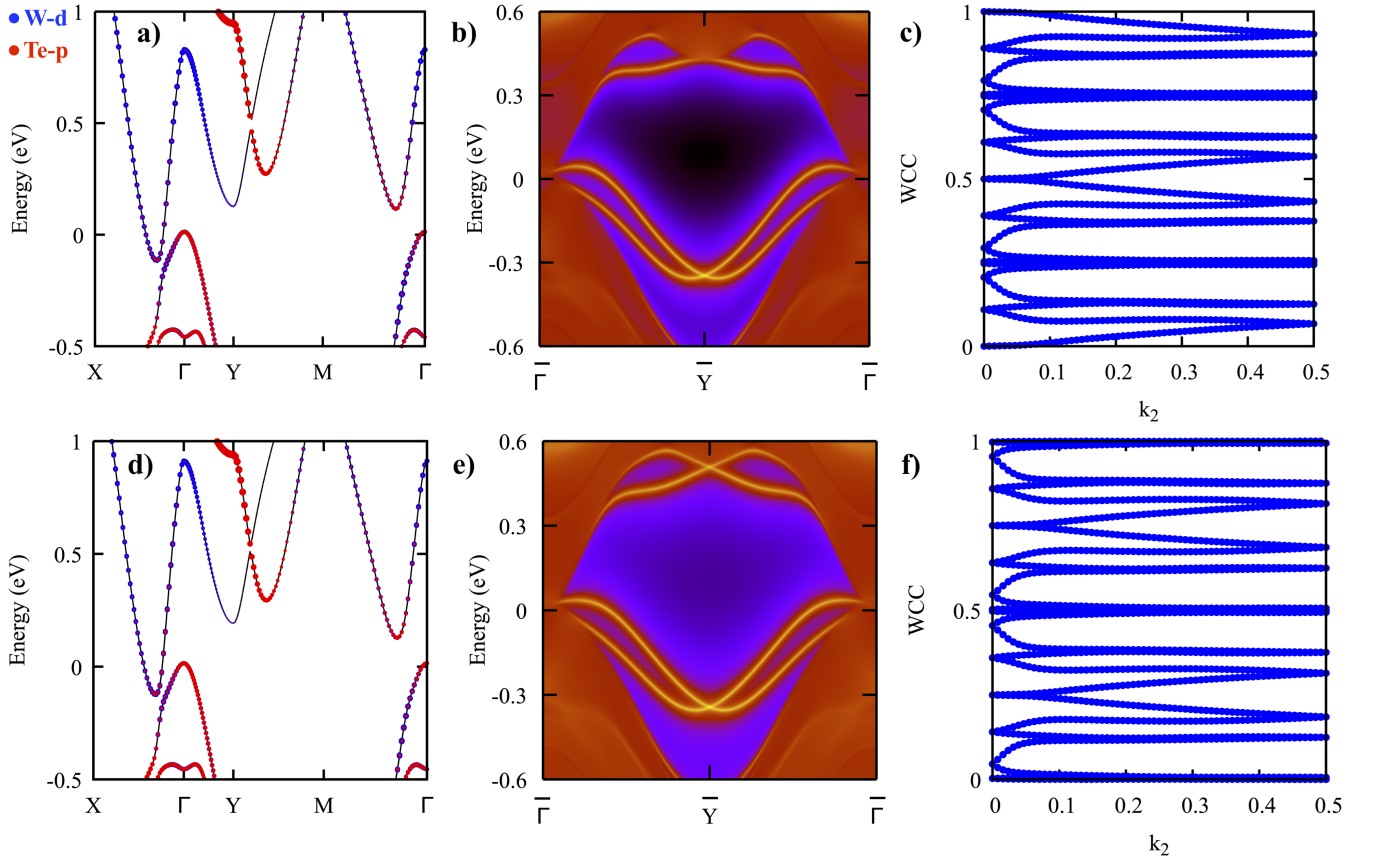 W-d
Te-p
a)
1
0.5
0
-0.5
Energy (eV)
X Γ Y M Γ
b)
0.6
0.3
0
-0.3
-0.6
Energy (eV)
Γ Y Γ
c)
1
0.5
0
WCC
0 0.1 0.2 0.3 0.4 0.5
k2
d)
1
0.5
0
-0.5
Energy (eV)
X Γ Y M Γ
e)
0.6
0.3
0
-0.3
-0.6
Energy (eV)
Γ Y Γ
f)
1
0.5
0
WCC
0 0.1 0.2 0.3 0.4 0.5
k2